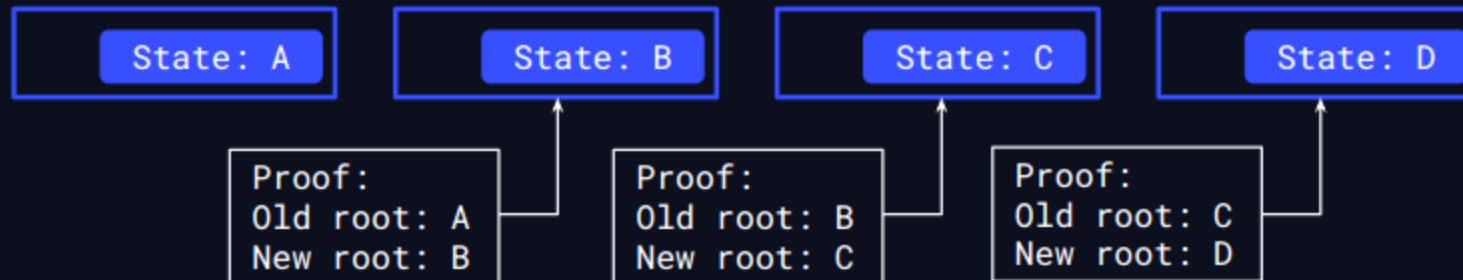 State: A
State: B
State: C
State: D
Proof:
Old root: A
New root: B
Proof:
Old root: B
New root: C
Proof:
Old root: C
New root: D